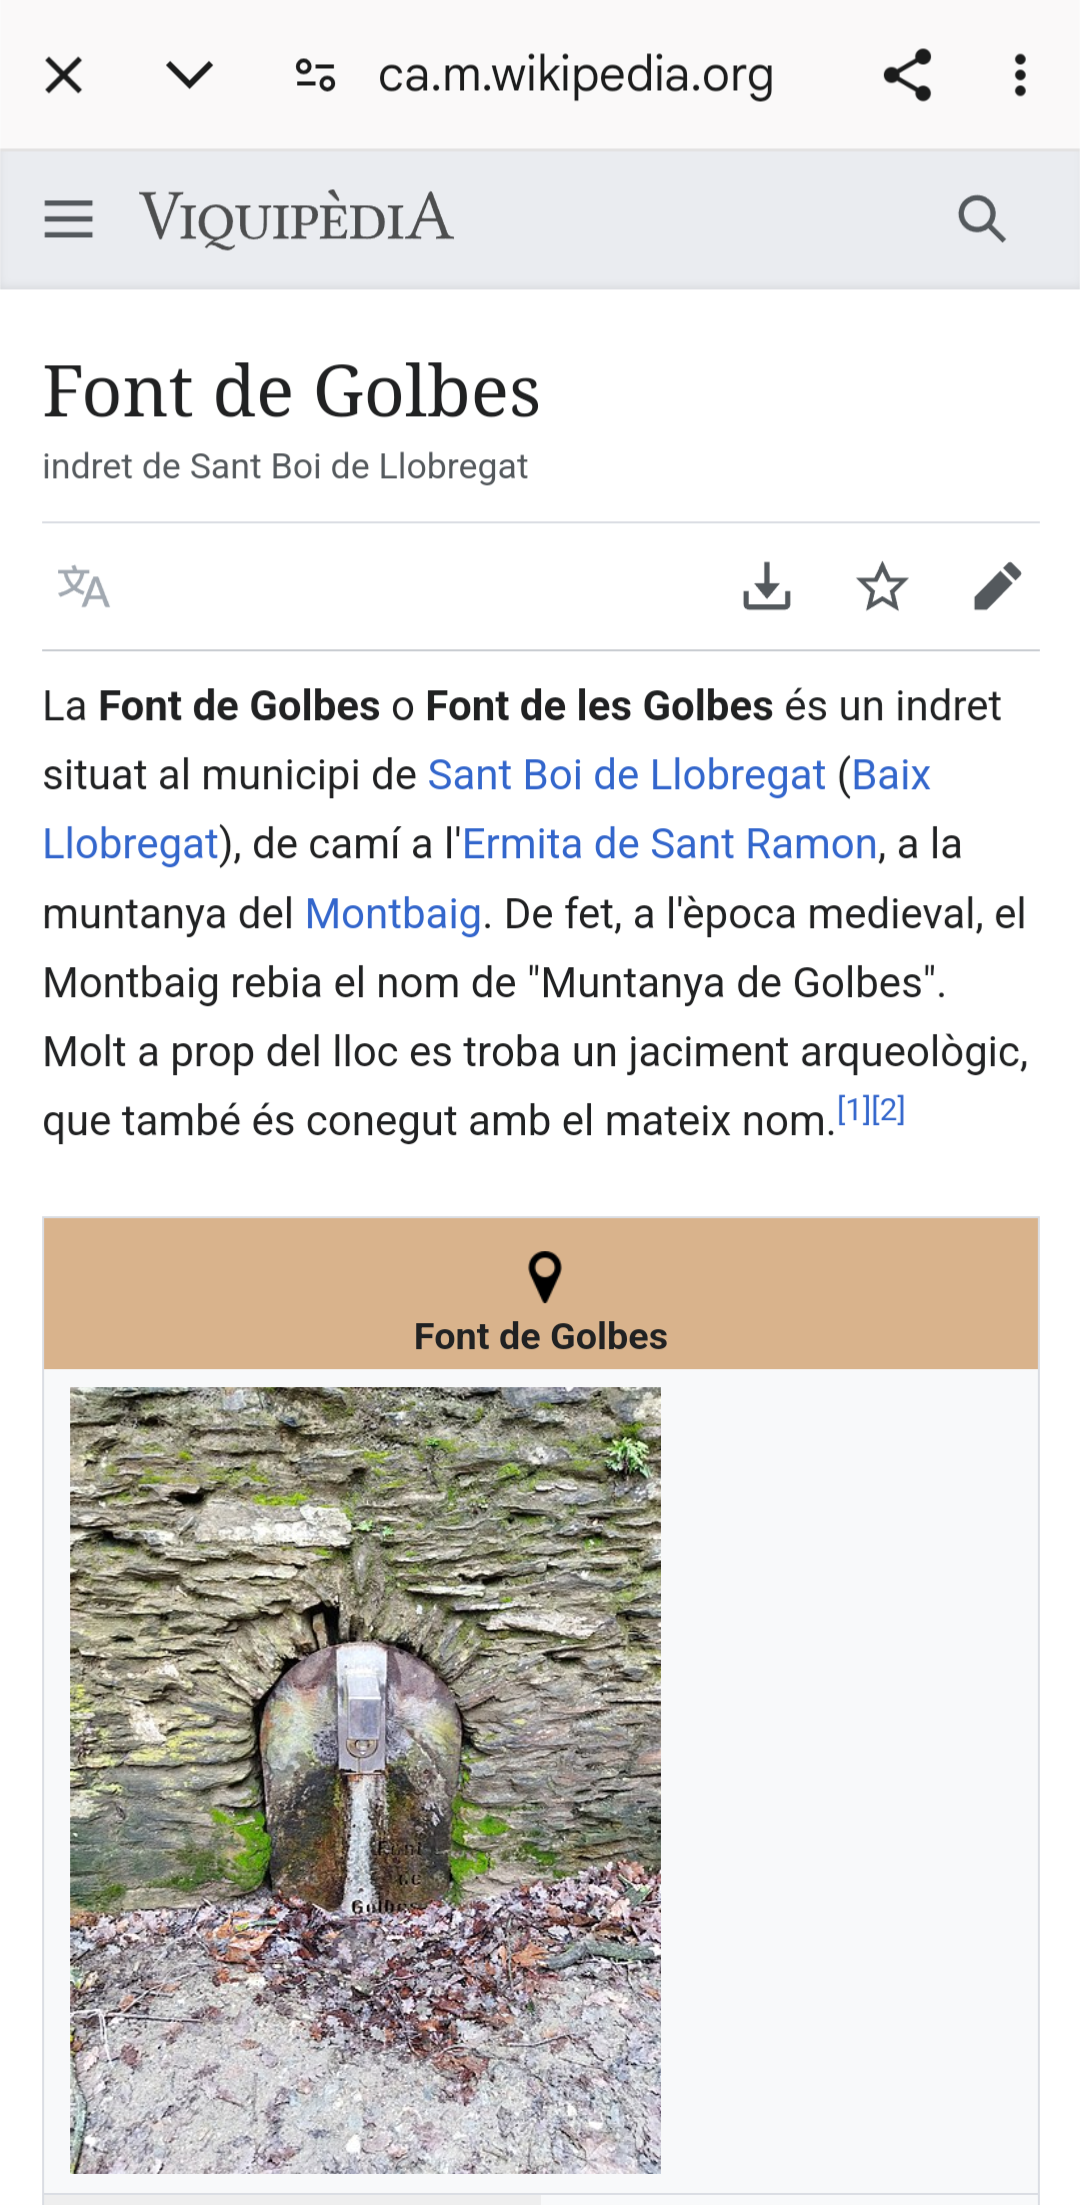 ca.m.wikipedia.org
VIQUIPÈDIA
Font de Golbes
indret de Sant Boi de Llobregat
La Font de Golbes o Font de les Golbes és un indret
situat al municipi de Sant Boi de Llobregat (Baix
Llobregat), de camí a l'Ermita de Sant Ramon, a la
muntanya del Montbaig. De fet, a l'època medieval, el
Montbaig rebia el nom de "Muntanya de Golbes".
Molt a prop del lloc es troba un jaciment arqueològic,
que també és conegut amb el mateix nom.[1][2]
Font de Golbes
Font
de
Golbes